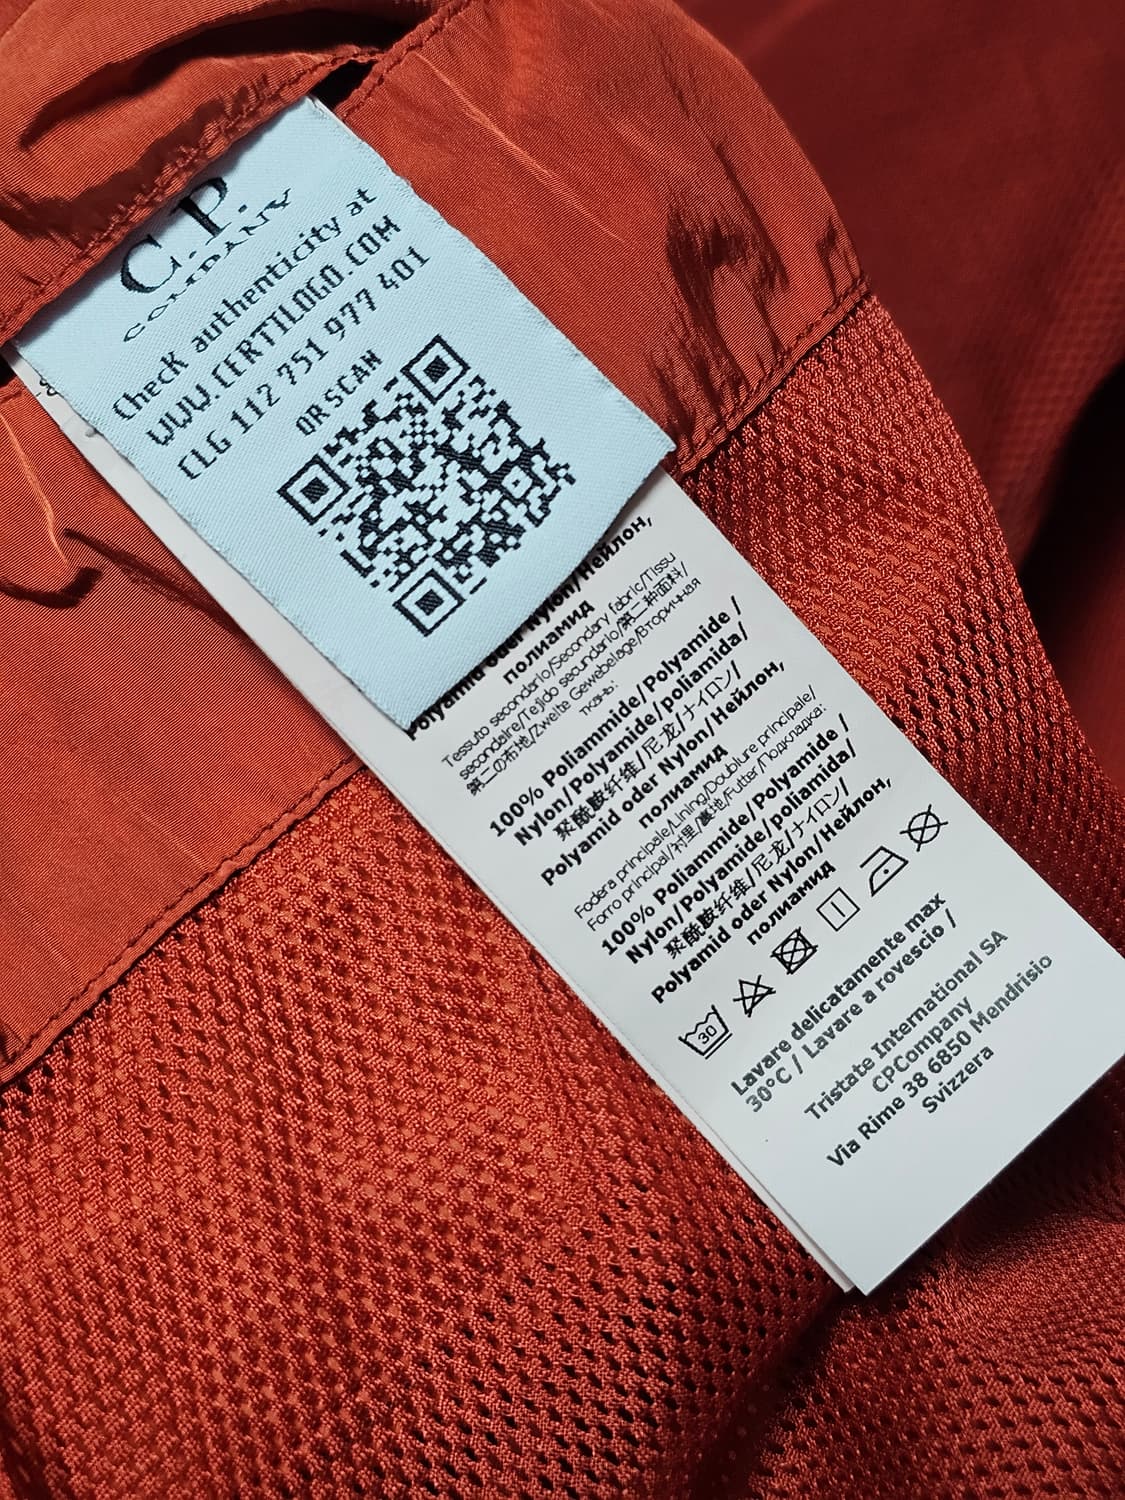 C.P.
COMPANY
Check authenticity at
WWW.CERTILOGO.COM
CLG 112 751 977 401
OR SCAN
Polyamid oder Nylon/Нейлон,
полиамид
Tessuto secondario/Secondary fabric/Tissu
secondaire/Tejido secundario/第二种面料/
第二の布地/Zweite Gewebelage/Вторичная
ткань:
100% Poliammide/Polyamide /
Nylon/Polyamide/poliamida/
聚酰胺纤维/尼龙/ナイロン/
Polyamid oder Nylon/Нейлон,
полиамид
Fodera principale/Lining/Doublure principale/
Forro principal/衬里/裏地/Futter/Подкладка:
100% Poliammide/Polyamide /
Nylon/Polyamide/poliamida/
聚酰胺纤维/尼龙/ナイロン/
Polyamid oder Nylon/Нейлон,
полиамид
30
Lavare delicatamente max
30°C / Lavare a rovescio /
Tristate International SA
CPCompany
Via Rime 38 6850 Mendrisio
Svizzera